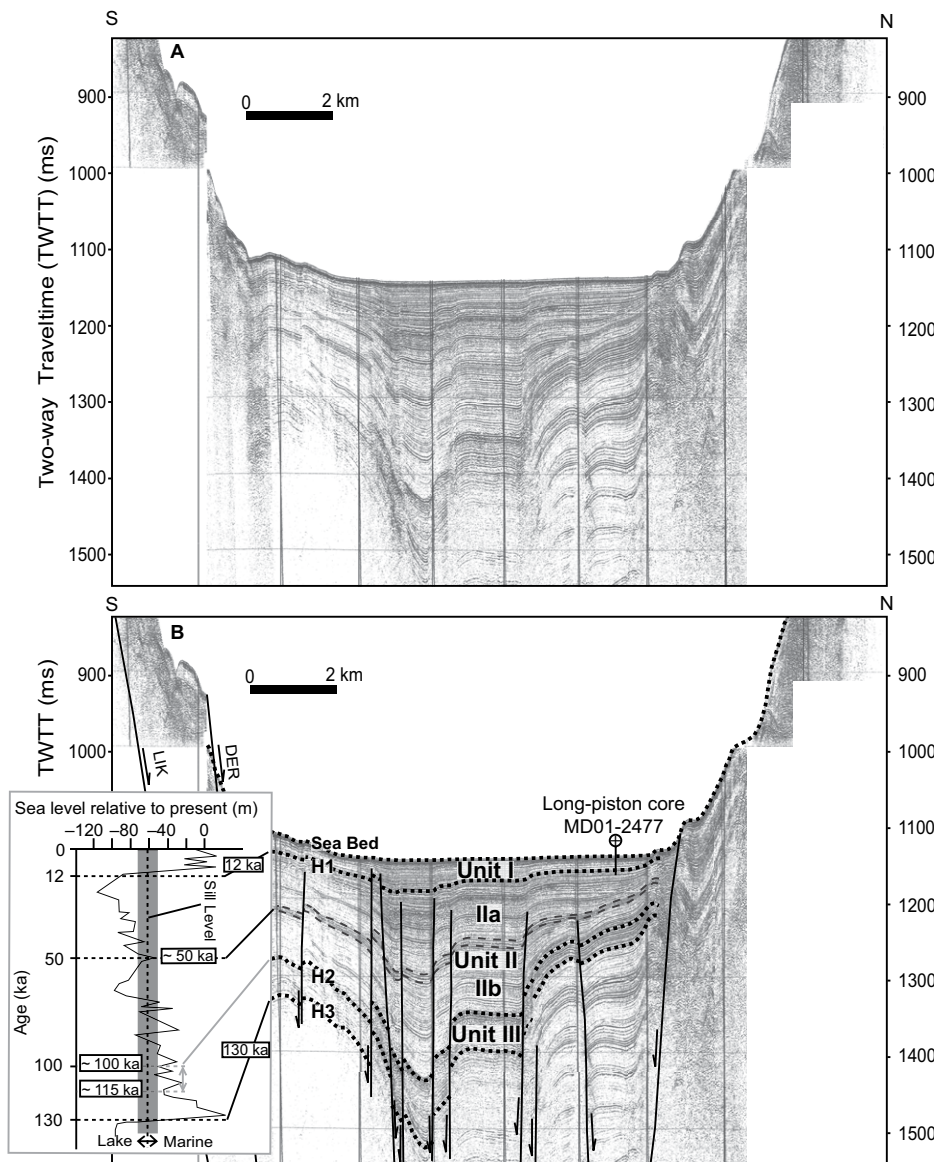 S N
A
0 2 km
900 900
1000 1000
1100 1100
1200 1200
1300 1300
1400 1400
1500 1500
Two-way Traveltime (TWTT) (ms)
S N
B
0 2 km
900 900
1000 1000
TWTT (ms)
LIK
DER
Long-piston core
MD01-2477
1100
1200
1300
1400
1500
Sea Bed
H1
Unit I
IIa
Unit II
H2
IIb
H3
Unit III
Sea level relative to present (m)
−120 −80 −40 0
0
12
50
100
130
Age (ka)
Sill Level
12 ka
~ 50 ka
130 ka
~ 100 ka
~ 115 ka
Lake Marine